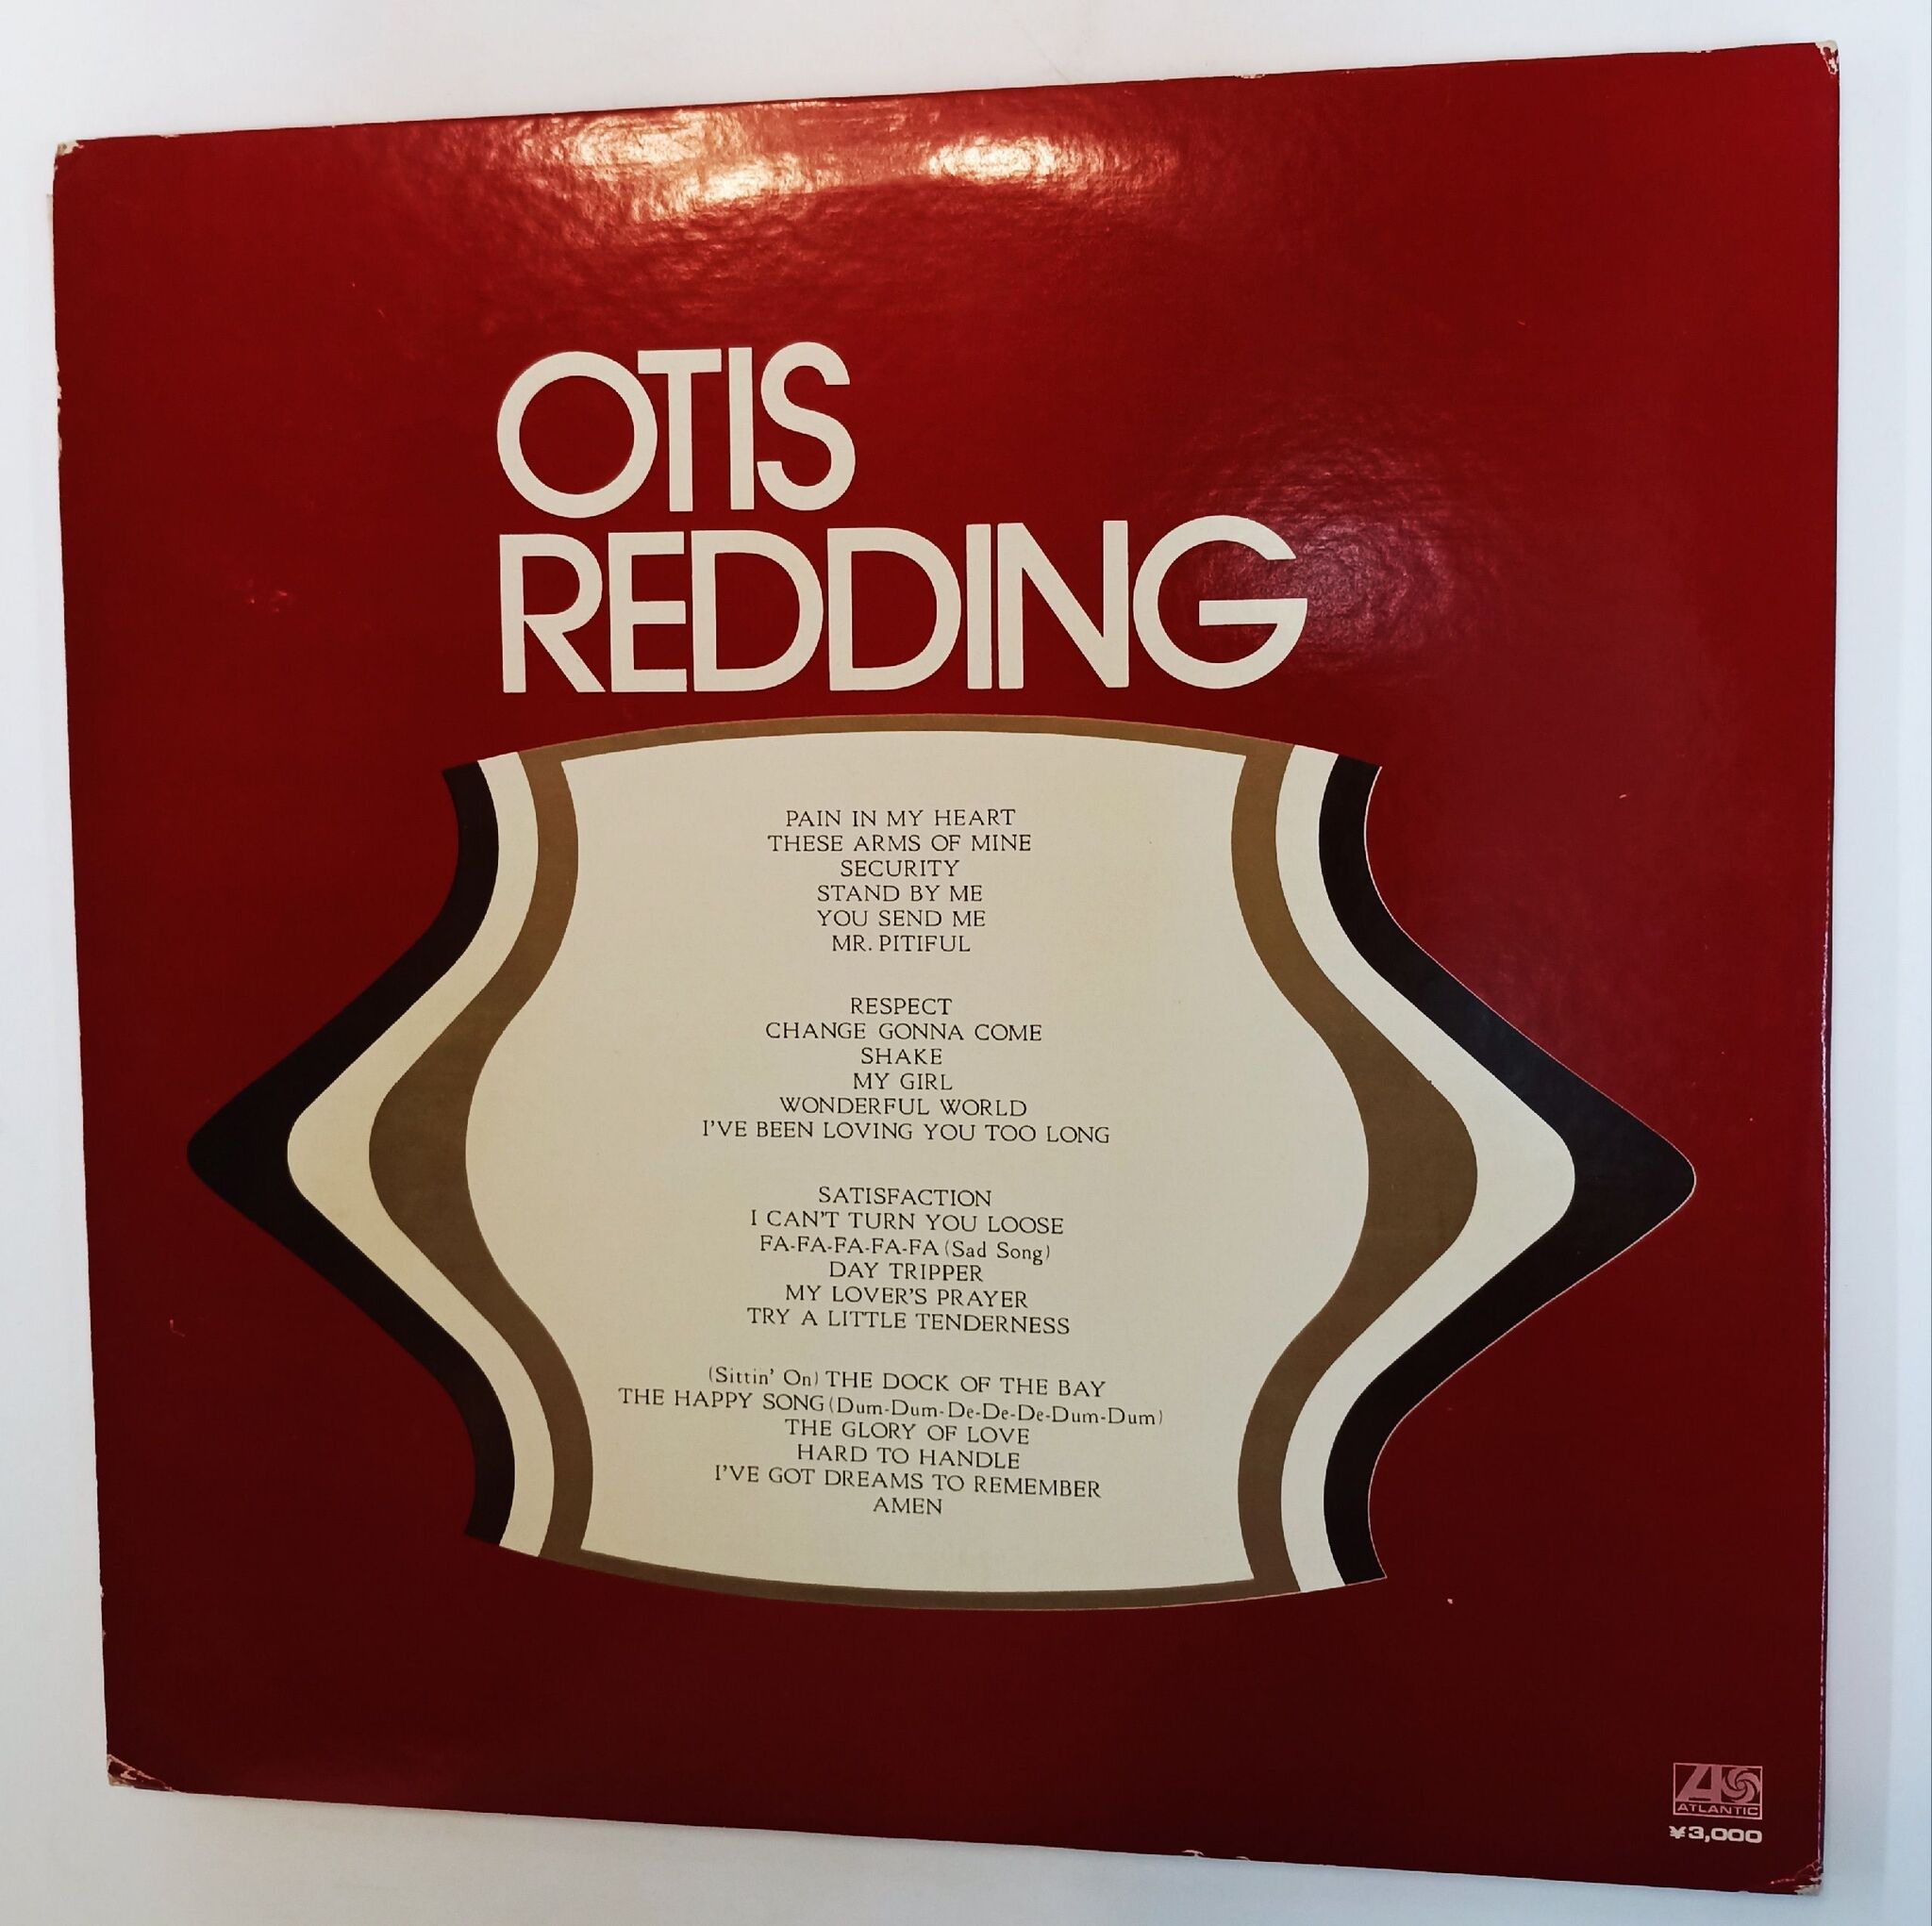 OTIS
REDDING
PAIN IN MY HEART
THESE ARMS OF MINE
SECURITY
STAND BY ME
YOU SEND ME
MR. PITIFUL
RESPECT
CHANGE GONNA COME
SHAKE
MY GIRL
WONDERFUL WORLD
I'VE BEEN LOVING YOU TOO LONG
SATISFACTION
I CAN'T TURN YOU LOOSE
FA-FA-FA-FA-FA (Sad Song)
DAY TRIPPER
MY LOVER'S PRAYER
TRY A LITTLE TENDERNESS
(Sittin' On) THE DOCK OF THE BAY
THE HAPPY SONG (Dum-Dum-De-De-De-Dum-Dum)
THE GLORY OF LOVE
HARD TO HANDLE
I'VE GOT DREAMS TO REMEMBER
AMEN
ATLANTIC
¥3,000